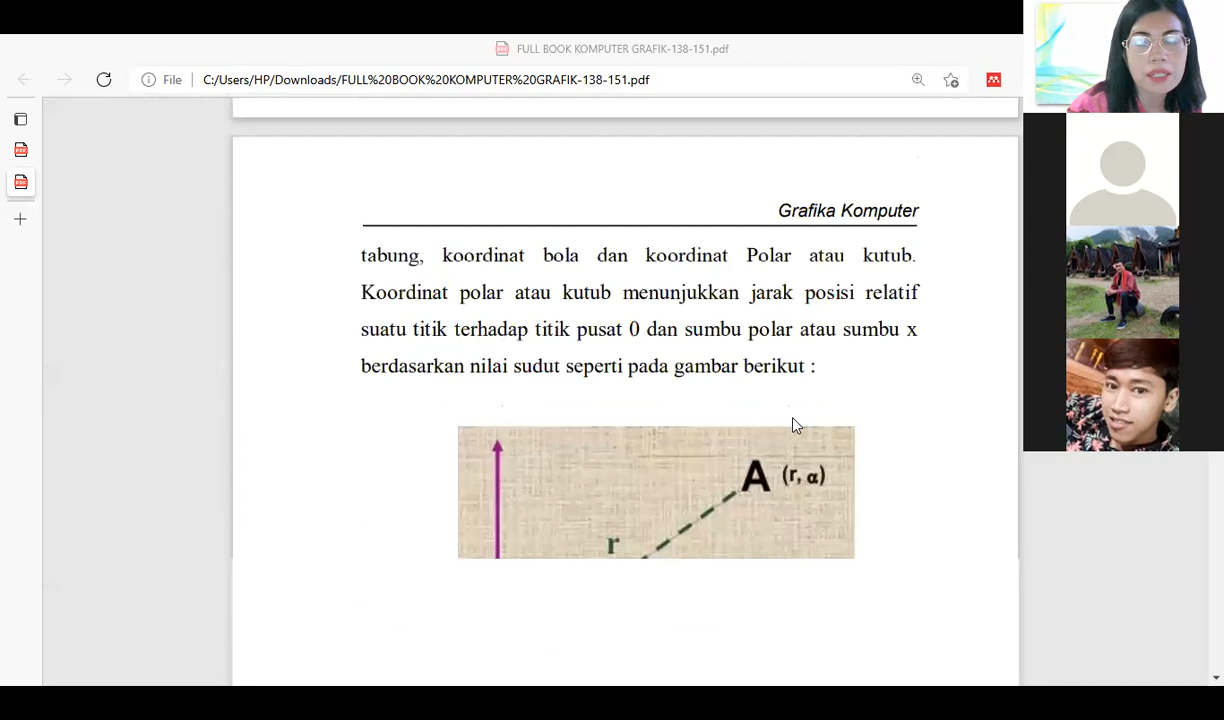 FULL BOOK KOMPUTER GRAFIK-138-151.pdf
File
C:/Users/HP/Downloads/FULL%20BOOK%20KOMPUTER%20GRAFIK-138-151.pdf
Grafika Komputer
tabung, koordinat bola dan koordinat Polar atau kutub.
Koordinat polar atau kutub menunjukkan jarak posisi relatif
suatu titik terhadap titik pusat 0 dan sumbu polar atau sumbu x
berdasarkan nilai sudut seperti pada gambar berikut :
A (r, α)
r